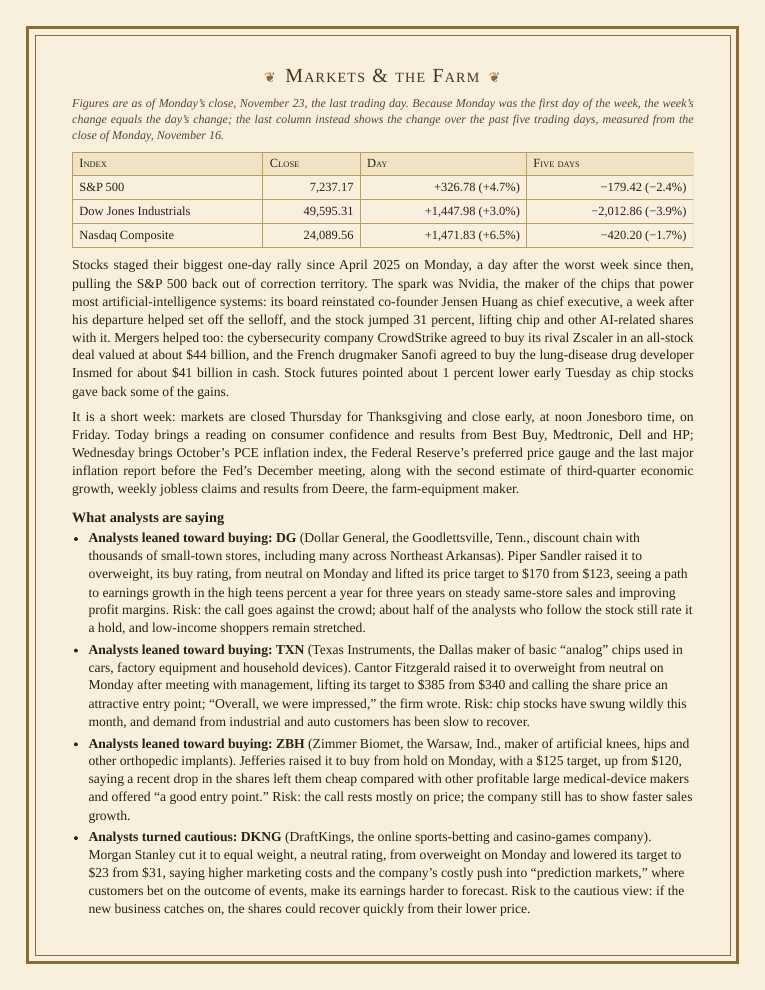 ❦ Markets & the Farm ❦
Figures are as of Monday’s close, November 23, the last trading day. Because Monday was the first day of the week, the week’s
change equals the day’s change; the last column instead shows the change over the past five trading days, measured from the
close of Monday, November 16.
Index Close Day Five days
S&P 500 7,237.17 +326.78 (+4.7%) −179.42 (−2.4%)
Dow Jones Industrials 49,595.31 +1,447.98 (+3.0%) −2,012.86 (−3.9%)
Nasdaq Composite 24,089.56 +1,471.83 (+6.5%) −420.20 (−1.7%)
Stocks staged their biggest one-day rally since April 2025 on Monday, a day after the worst week since then,
pulling the S&P 500 back out of correction territory. The spark was Nvidia, the maker of the chips that power
most artificial-intelligence systems: its board reinstated co-founder Jensen Huang as chief executive, a week after
his departure helped set off the selloff, and the stock jumped 31 percent, lifting chip and other AI-related shares
with it. Mergers helped too: the cybersecurity company CrowdStrike agreed to buy its rival Zscaler in an all-stock
deal valued at about $44 billion, and the French drugmaker Sanofi agreed to buy the lung-disease drug developer
Insmed for about $41 billion in cash. Stock futures pointed about 1 percent lower early Tuesday as chip stocks
gave back some of the gains.
It is a short week: markets are closed Thursday for Thanksgiving and close early, at noon Jonesboro time, on
Friday. Today brings a reading on consumer confidence and results from Best Buy, Medtronic, Dell and HP;
Wednesday brings October’s PCE inflation index, the Federal Reserve’s preferred price gauge and the last major
inflation report before the Fed’s December meeting, along with the second estimate of third-quarter economic
growth, weekly jobless claims and results from Deere, the farm-equipment maker.
What analysts are saying
• Analysts leaned toward buying: DG (Dollar General, the Goodlettsville, Tenn., discount chain with
thousands of small-town stores, including many across Northeast Arkansas). Piper Sandler raised it to
overweight, its buy rating, from neutral on Monday and lifted its price target to $170 from $123, seeing a path
to earnings growth in the high teens percent a year for three years on steady same-store sales and improving
profit margins. Risk: the call goes against the crowd; about half of the analysts who follow the stock still rate it
a hold, and low-income shoppers remain stretched.
• Analysts leaned toward buying: TXN (Texas Instruments, the Dallas maker of basic “analog” chips used in
cars, factory equipment and household devices). Cantor Fitzgerald raised it to overweight from neutral on
Monday after meeting with management, lifting its target to $385 from $340 and calling the share price an
attractive entry point; “Overall, we were impressed,” the firm wrote. Risk: chip stocks have swung wildly this
month, and demand from industrial and auto customers has been slow to recover.
• Analysts leaned toward buying: ZBH (Zimmer Biomet, the Warsaw, Ind., maker of artificial knees, hips and
other orthopedic implants). Jefferies raised it to buy from hold on Monday, with a $125 target, up from $120,
saying a recent drop in the shares left them cheap compared with other profitable large medical-device makers
and offered “a good entry point.” Risk: the call rests mostly on price; the company still has to show faster sales
growth.
• Analysts turned cautious: DKNG (DraftKings, the online sports-betting and casino-games company).
Morgan Stanley cut it to equal weight, a neutral rating, from overweight on Monday and lowered its target to
$23 from $31, saying higher marketing costs and the company’s costly push into “prediction markets,” where
customers bet on the outcome of events, make its earnings harder to forecast. Risk to the cautious view: if the
new business catches on, the shares could recover quickly from their lower price.